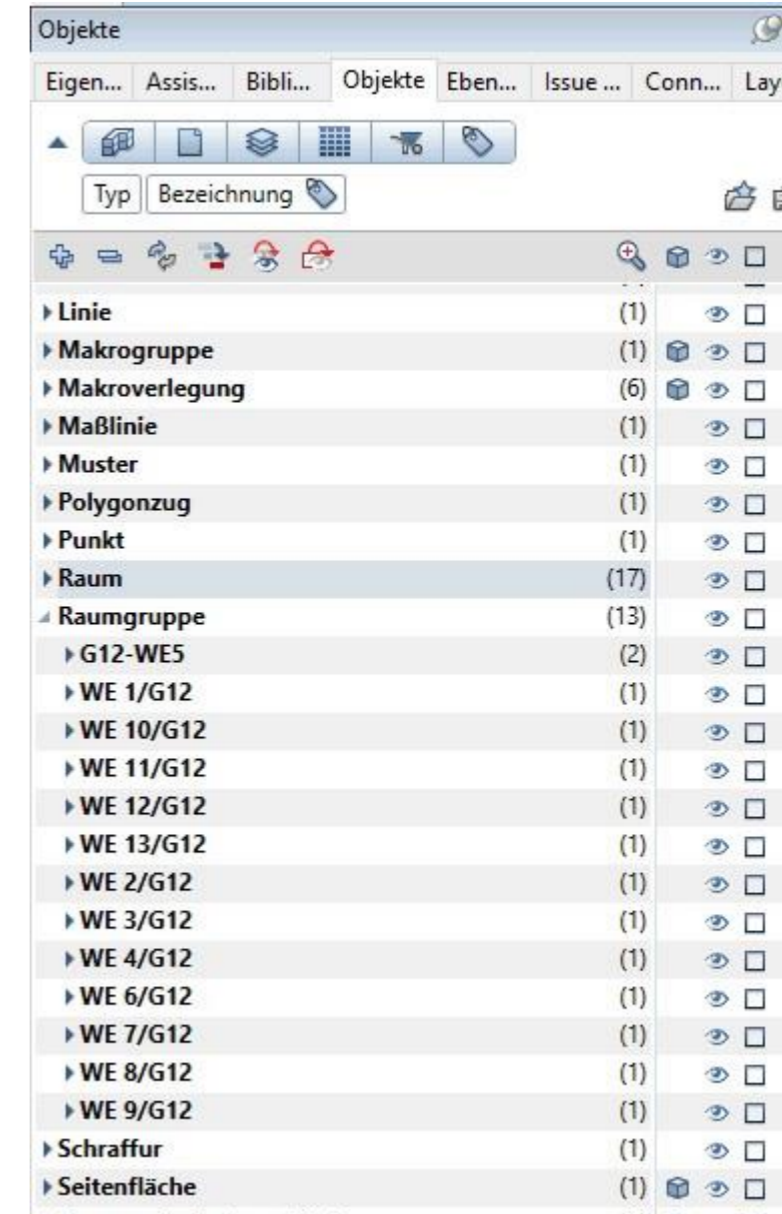 Objekte
Eigen... Assis... Bibli... Objekte Eben... Issue ... Conn... Lay
Typ Bezeichnung
Linie (1)
Makrogruppe (1)
Makroverlegung (6)
Maßlinie (1)
Muster (1)
Polygonzug (1)
Punkt (1)
Raum (17)
Raumgruppe (13)
G12-WE5 (2)
WE 1/G12 (1)
WE 10/G12 (1)
WE 11/G12 (1)
WE 12/G12 (1)
WE 13/G12 (1)
WE 2/G12 (1)
WE 3/G12 (1)
WE 4/G12 (1)
WE 6/G12 (1)
WE 7/G12 (1)
WE 8/G12 (1)
WE 9/G12 (1)
Schraffur (1)
Seitenfläche (1)